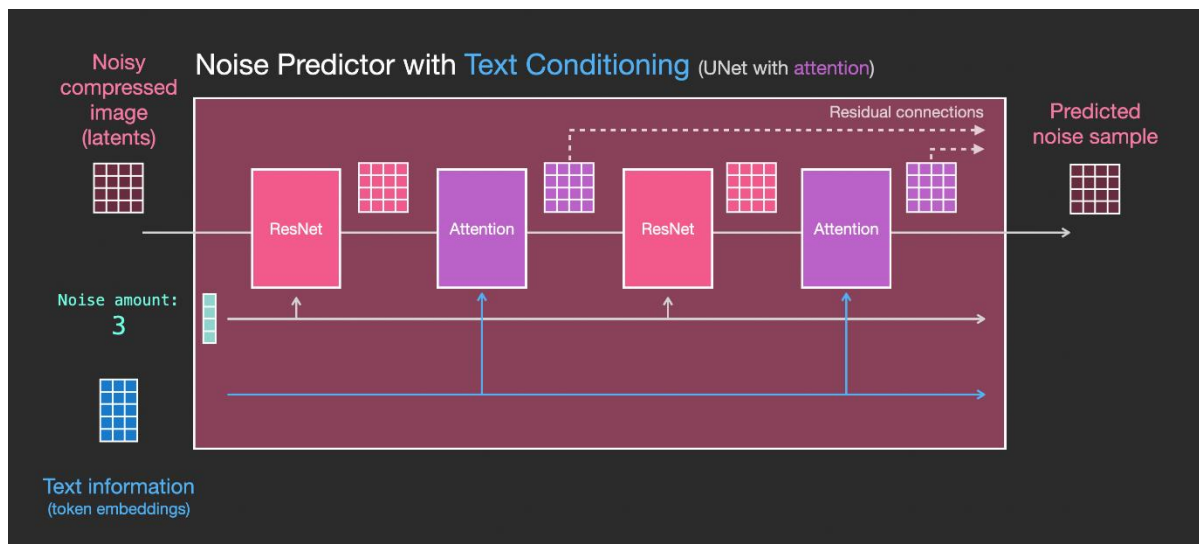 Noisy
compressed
image
(latents)
Noise Predictor with Text Conditioning (UNet with attention)
Residual connections
Predicted
noise sample
ResNet
Attention
ResNet
Attention
Noise amount:
3
Text information
(token embeddings)